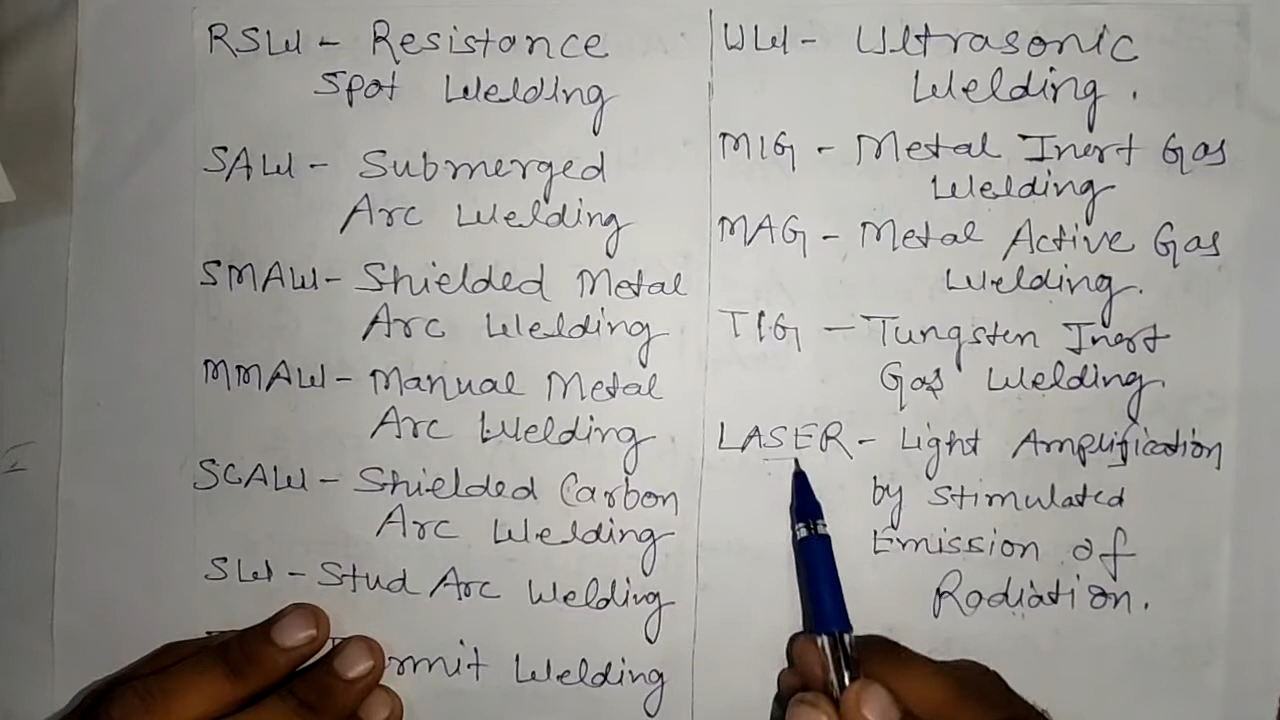 RSW - Resistance
Spot Welding
SAW - Submerged
Arc Welding
SMAW - Shielded Metal
Arc Welding
MMAW - Manual Metal
Arc Welding
SCAW - Shielded Carbon
Arc Welding
SW - Stud Arc Welding
Welding
UW - Ultrasonic
Welding.
MIG - Metal Inert Gas
Welding
MAG - Metal Active Gas
Welding.
TIG - Tungsten Inert
Gas Welding.
LASER - Light Amplification
by Stimulated
Emission of
Radiation.